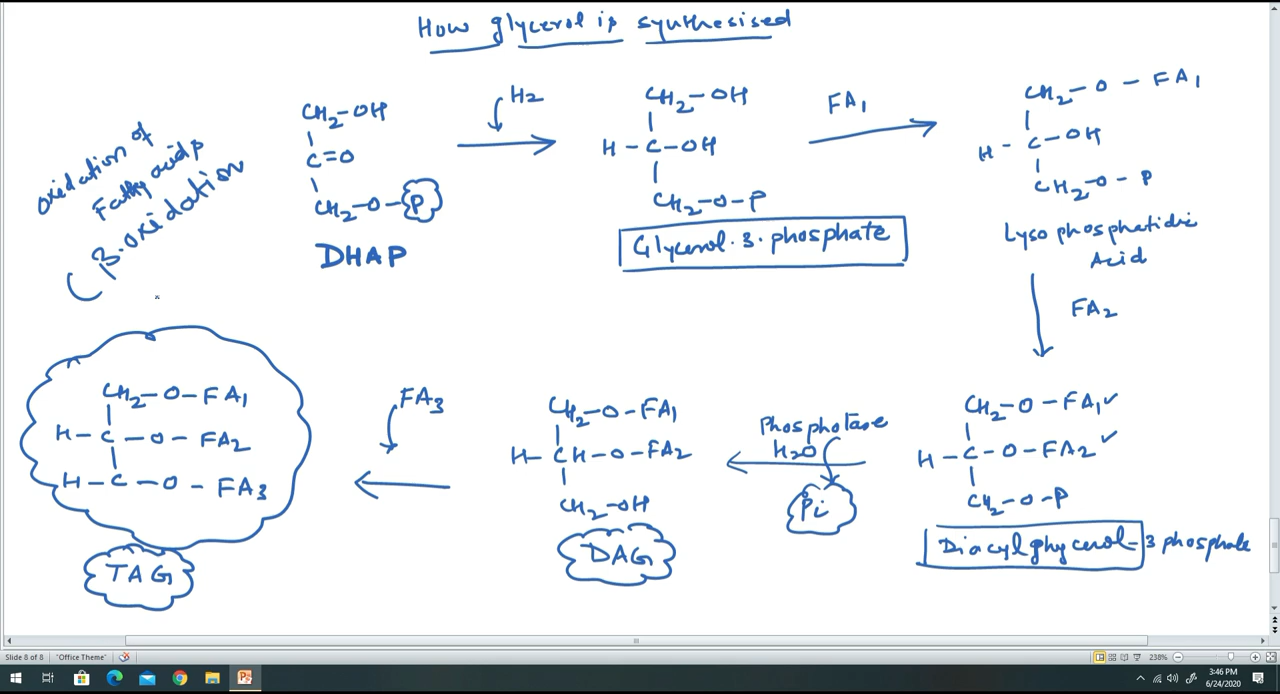 How glycerol is synthesised
oxidation of
Fatty acids
β-oxidation
CH2-OH
C=O
CH2-O-P
DHAP
H2
CH2-OH
H-C-OH
CH2-O-P
Glycerol-3-phosphate
FA1
CH2-O-FA1
H-C-OH
CH2O-P
Lysophosphatidic
Acid
FA2
CH2-O-FA1✓
H-C-O-FA2✓
CH2-O-P
Diacylglycerol-3 phosphate
Phosphotase
H2O
Pi
CH2-O-FA1
H-CH-O-FA2
CH2-OH
DAG
FA3
CH2-O-FA1
H-C-O-FA2
H-C-O-FA3
TAG
Slide 8 of 8 "Office Theme" 238%
3:46 PM
6/24/2020